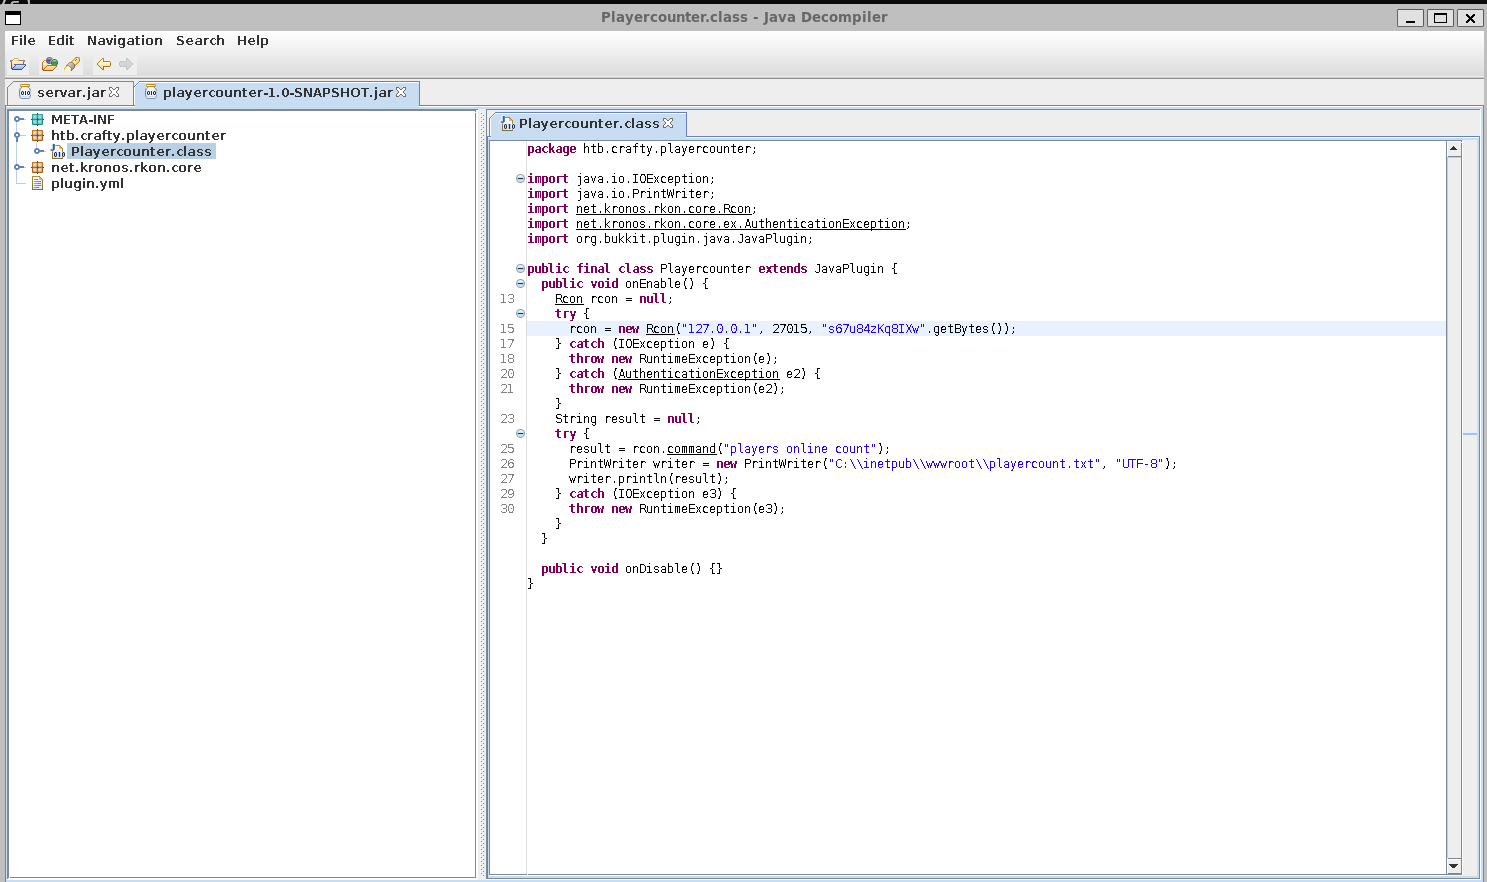 Playercounter.class - Java Decompiler
File Edit Navigation Search Help
servar.jar playercounter-1.0-SNAPSHOT.jar
META-INF
htb.crafty.playercounter
Playercounter.class
net.kronos.rkon.core
plugin.yml
Playercounter.class
package htb.crafty.playercounter;
import java.io.IOException;
import java.io.PrintWriter;
import net.kronos.rkon.core.Rcon;
import net.kronos.rkon.core.ex.AuthenticationException;
import org.bukkit.plugin.java.JavaPlugin;
public final class Playercounter extends JavaPlugin {
public void onEnable() {
13 Rcon rcon = null;
try {
15 rcon = new Rcon("127.0.0.1", 27015, "s67u84zKq8IXw".getBytes());
17 } catch (IOException e) {
18 throw new RuntimeException(e);
20 } catch (AuthenticationException e2) {
21 throw new RuntimeException(e2);
}
23 String result = null;
try {
25 result = rcon.command("players online count");
26 PrintWriter writer = new PrintWriter("C:\\inetpub\\wwwroot\\playercount.txt", "UTF-8");
27 writer.println(result);
29 } catch (IOException e3) {
30 throw new RuntimeException(e3);
}
}
public void onDisable() {}
}